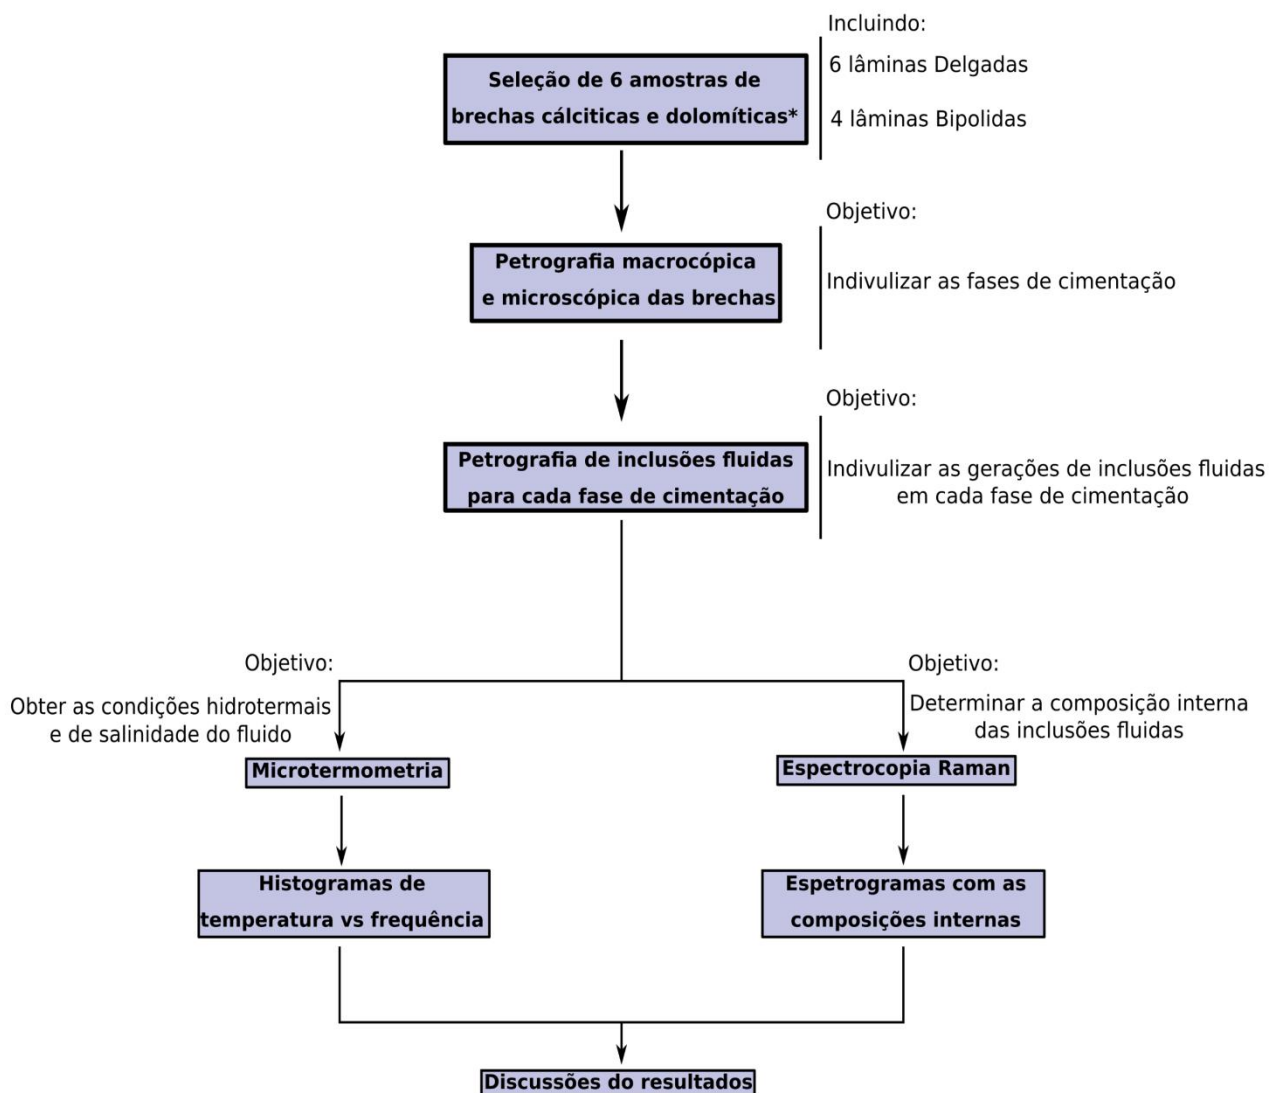 Incluindo:
Seleção de 6 amostras de
brechas cálciticas e dolomíticas*
6 lâminas Delgadas
4 lâminas Bipolidas
Objetivo:
Petrografia macrocópica
e microscópica das brechas
Indivulizar as fases de cimentação
Objetivo:
Petrografia de inclusões fluidas
para cada fase de cimentação
Indivulizar as gerações de inclusões fluidas
em cada fase de cimentação
Objetivo:
Obter as condições hidrotermais
e de salinidade do fluido
Objetivo:
Determinar a composição interna
das inclusões fluidas
Microtermometria
Espectrocopia Raman
Histogramas de
temperatura vs frequência
Espetrogramas com as
composições internas
Discussões do resultados